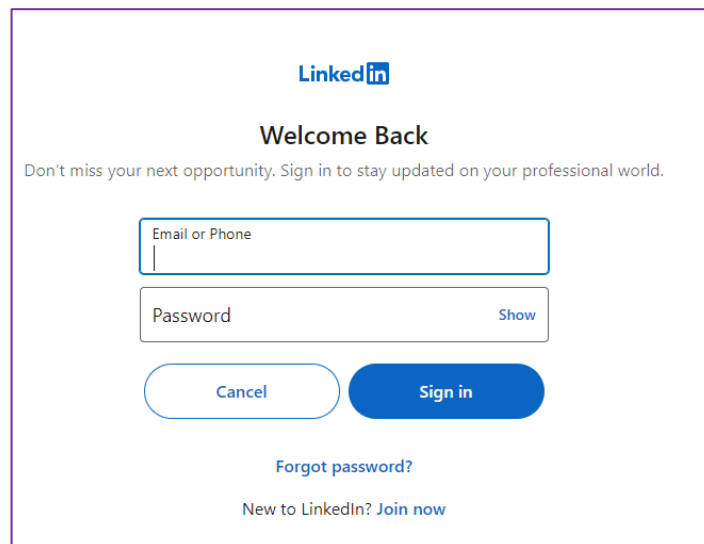 Linkedin
Welcome Back
Don't miss your next opportunity. Sign in to stay updated on your professional world.
Email or Phone
Password Show
Cancel Sign in
Forgot password?
New to LinkedIn? Join now